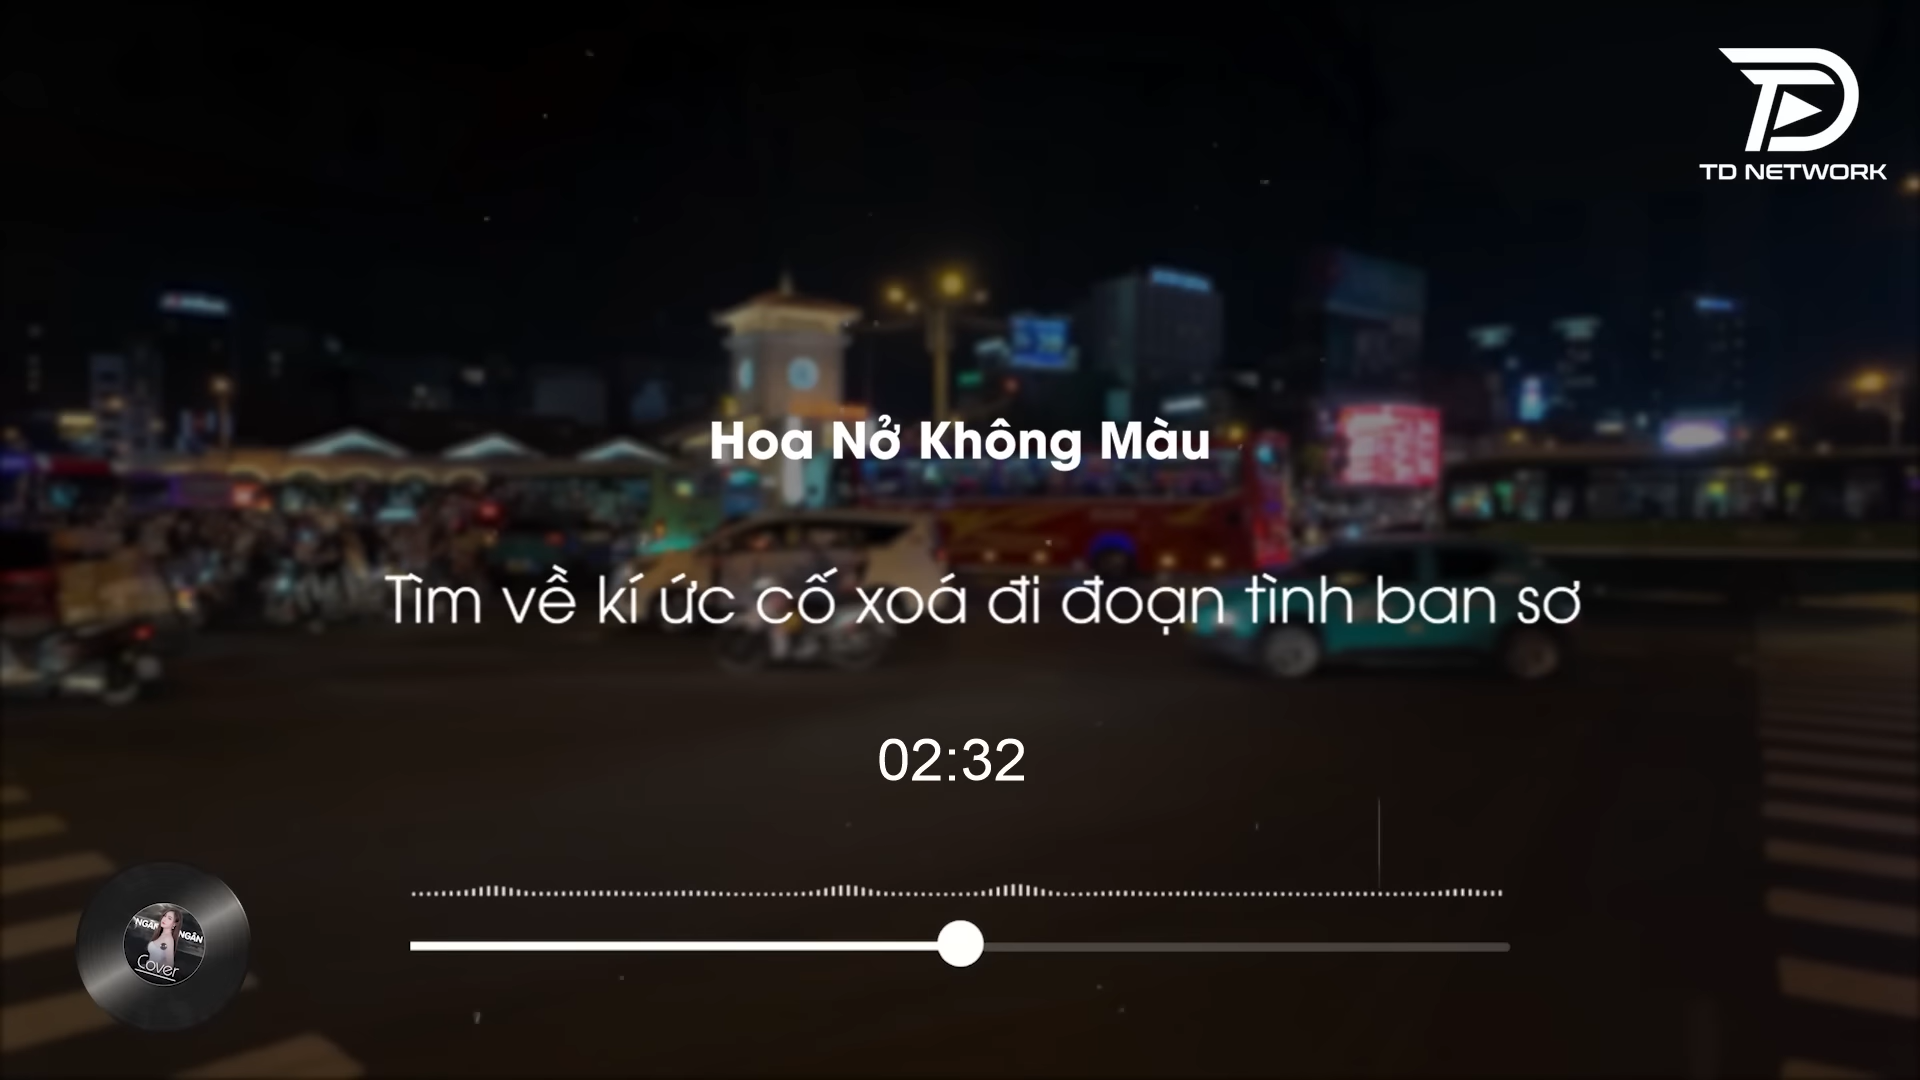 TD NETWORK
Hoa Nở Không Màu
Tìm về kí ức cố xoá đi đoạn tình ban sơ
02:32
NGÂN NGÂN
Cover